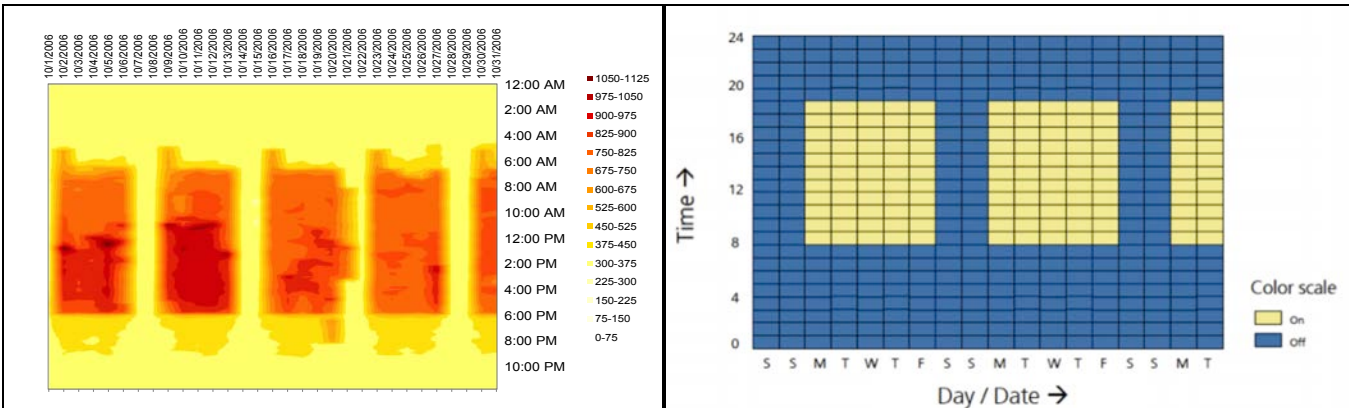 10/1/2006
10/2/2006
10/3/2006
10/4/2006
10/5/2006
10/6/2006
10/7/2006
10/8/2006
10/9/2006
10/10/2006
10/11/2006
10/12/2006
10/13/2006
10/14/2006
10/15/2006
10/16/2006
10/17/2006
10/18/2006
10/19/2006
10/20/2006
10/21/2006
10/22/2006
10/23/2006
10/24/2006
10/25/2006
10/26/2006
10/27/2006
10/28/2006
10/29/2006
10/30/2006
10/31/2006
12:00 AM
2:00 AM
4:00 AM
6:00 AM
8:00 AM
10:00 AM
12:00 PM
2:00 PM
4:00 PM
6:00 PM
8:00 PM
10:00 PM
1050-1125
975-1050
900-975
825-900
750-825
675-750
600-675
525-600
450-525
375-450
300-375
225-300
150-225
75-150
0-75
24
20
16
12
8
4
0
Time →
S S M T W T F S S M T W T F S S M T
Day / Date →
Color scale
On
Off